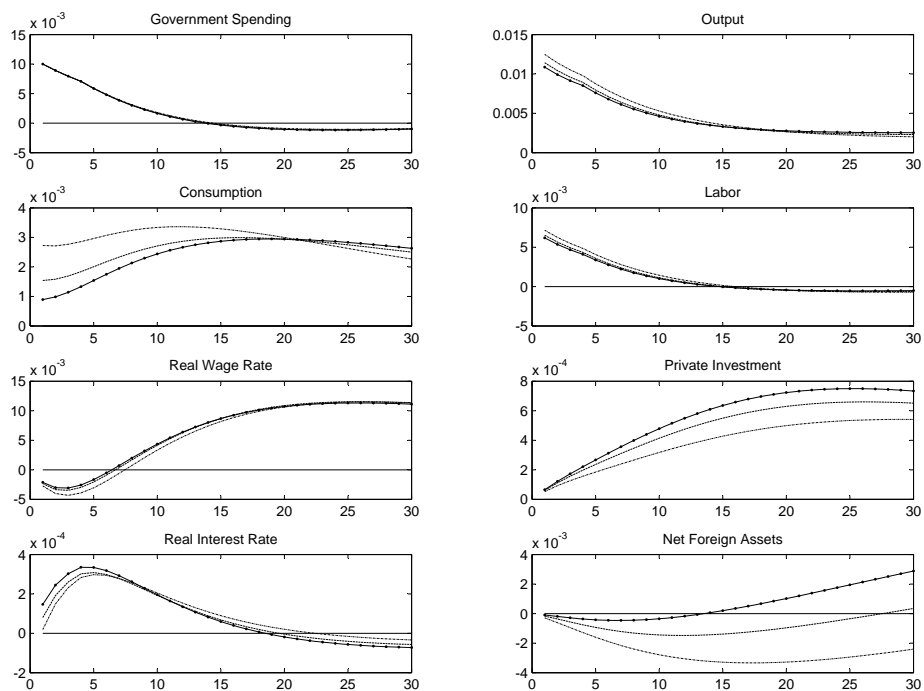 Government Spending
x 10-3
15
10
5
0
-5
0 5 10 15 20 25 30
Output
0.015
0.01
0.005
0
0 5 10 15 20 25 30
Consumption
x 10-3
4
3
2
1
0
0 5 10 15 20 25 30
Labor
x 10-3
10
5
0
-5
0 5 10 15 20 25 30
Real Wage Rate
x 10-3
15
10
5
0
-5
0 5 10 15 20 25 30
Private Investment
x 10-4
8
6
4
2
0
0 5 10 15 20 25 30
Real Interest Rate
x 10-4
4
2
0
-2
0 5 10 15 20 25 30
Net Foreign Assets
x 10-3
4
2
0
-2
-4
0 5 10 15 20 25 30